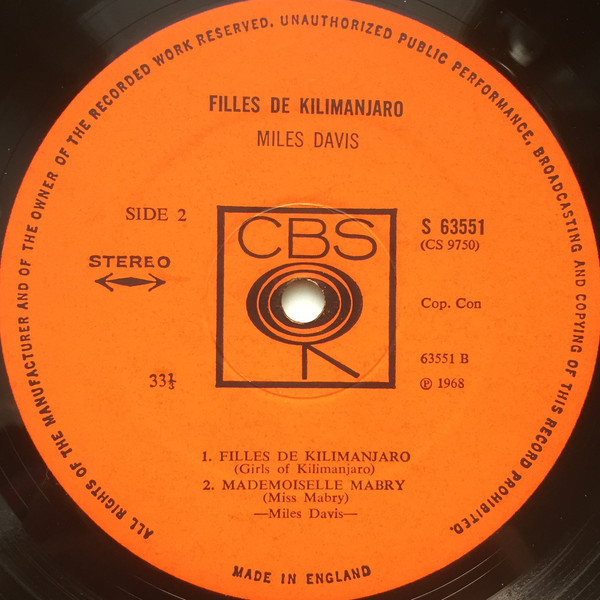 ALL RIGHTS OF THE MANUFACTURER AND OF THE OWNER OF THE RECORDED WORK RESERVED. UNAUTHORIZED PUBLIC PERFORMANCE, BROADCASTING AND COPYING OF THIS RECORD PROHIBITED.
FILLES DE KILIMANJARO
MILES DAVIS
SIDE 2
STEREO
33⅓
CBS
S 63551
(CS 9750)
Cop. Con
63551 B
℗ 1968
1. FILLES DE KILIMANJARO
(Girls of Kilimanjaro)
2. MADEMOISELLE MABRY
(Miss Mabry)
—Miles Davis—
MADE IN ENGLAND